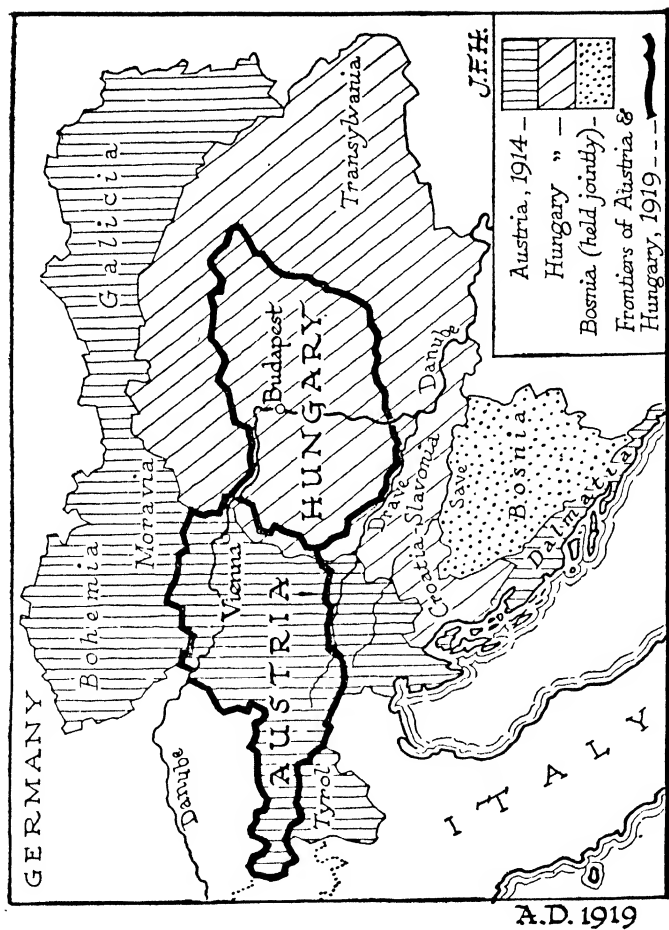 GERMANY
Danube
Bohemia
Moravia
Galicia
Vienna
AUSTRIA
Tyrol
Budapest
HUNGARY
Transylvania
Drave
Danube
Croatia-Slavonia
Save
Bosnia
Dalmatia
ITALY
J.F.H.
Austria, 1914 –
Hungary „ –
Bosnia (held jointly) –
Frontiers of Austria &
Hungary, 1919 – – –
A.D. 1919